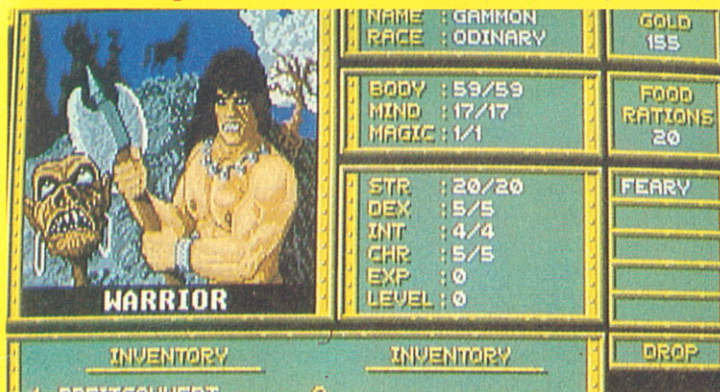 NAME : GAMMON
RACE : ODINARY
GOLD
155
BODY : 59/59
MIND : 17/17
MAGIC : 1/1
FOOD
RATIONS
20
STR : 20/20
DEX : 5/5
INT : 4/4
CHR : 5/5
EXP : 0
LEVEL : 0
FEARY
WARRIOR
DROP
INVENTORY
INVENTORY